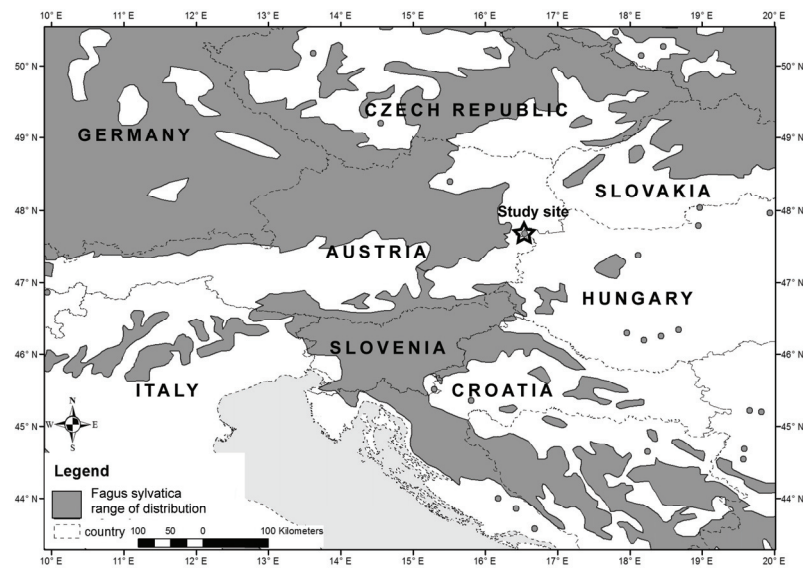 10° E 11° E 12° E 13° E 14° E 15° E 16° E 17° E 18° E 19° E 20° E
50° N 50° N
CZECH REPUBLIC
GERMANY
49° N 49° N
SLOVAKIA
48° N 48° N
Study site
AUSTRIA
47° N 47° N
HUNGARY
SLOVENIA
46° N 46° N
ITALY CROATIA
N
W E
S
45° N 45° N
Legend
Fagus sylvatica
range of distribution
44° N 44° N
country
100 50 0 100 Kilometers
10° E 11° E 12° E 13° E 14° E 15° E 16° E 17° E 18° E 19° E 20° E